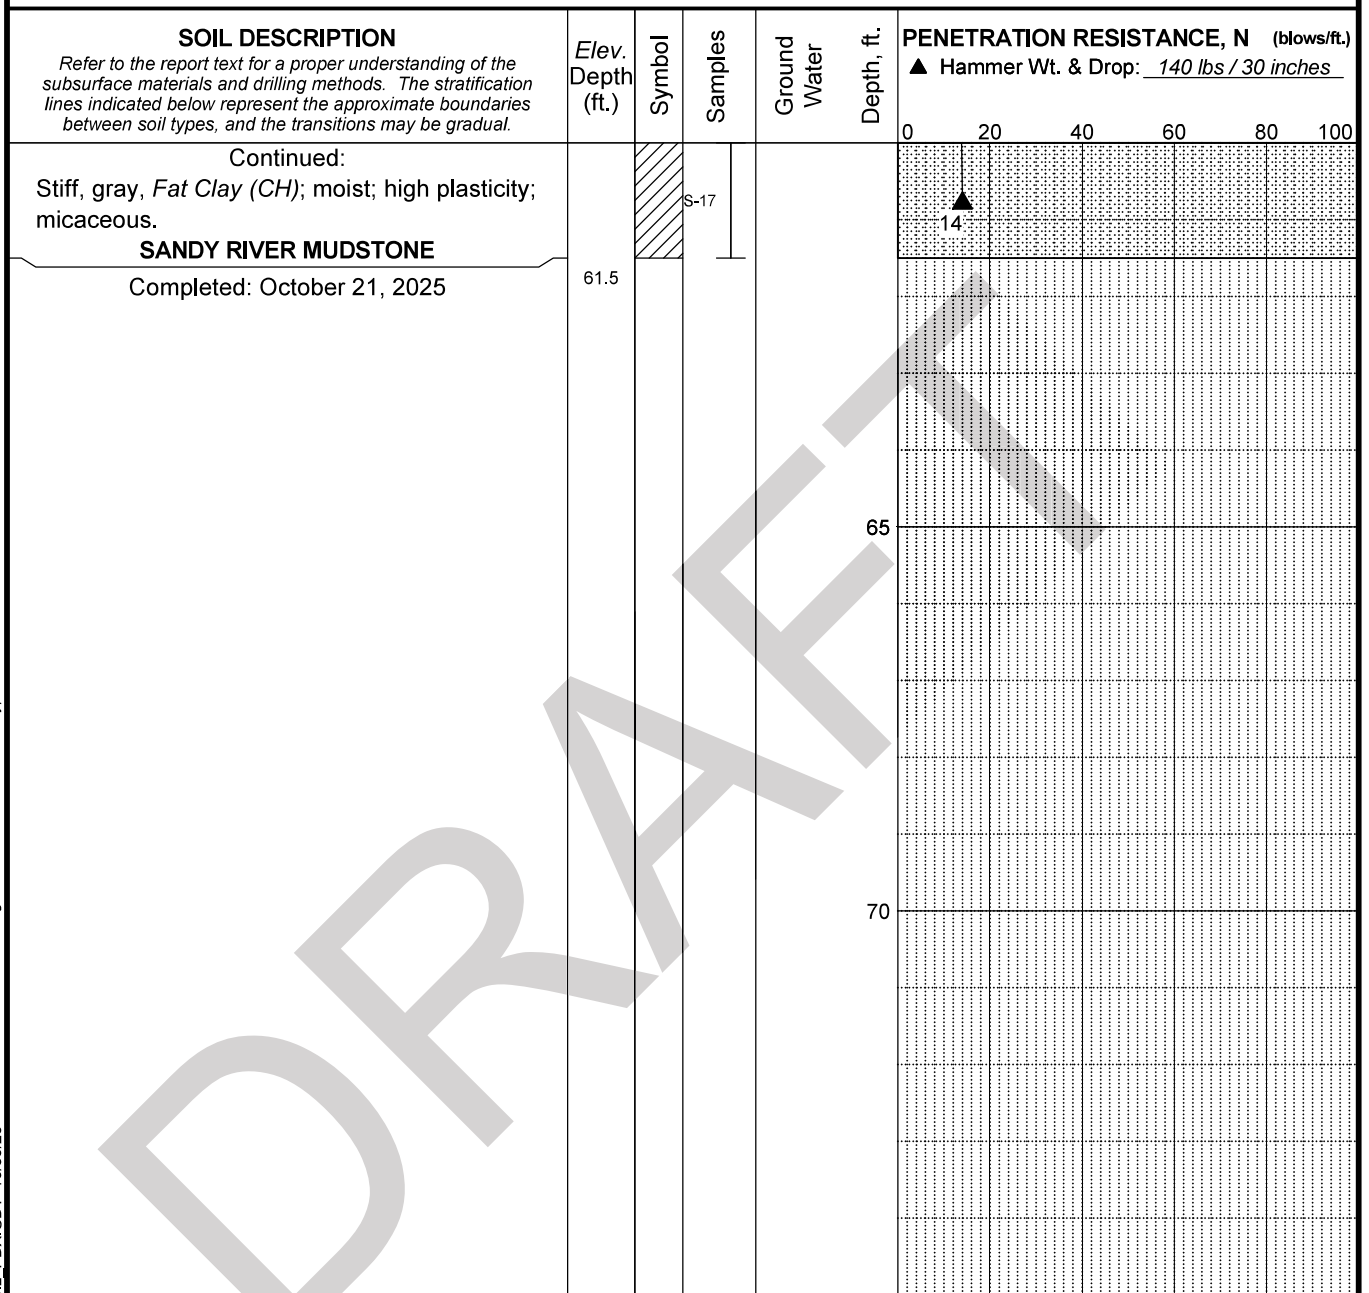 SOIL DESCRIPTION
Refer to the report text for a proper understanding of the
subsurface materials and drilling methods. The stratification
lines indicated below represent the approximate boundaries
between soil types, and the transitions may be gradual.
Elev.
Depth
(ft.)
Symbol
Samples
Ground
Water
Depth, ft.
PENETRATION RESISTANCE, N (blows/ft.)
▲ Hammer Wt. & Drop: 140 lbs / 30 inches
0 20 40 60 80 100
Continued:
Stiff, gray, Fat Clay (CH); moist; high plasticity;
micaceous.
SANDY RIVER MUDSTONE
Completed: October 21, 2025
61.5
S-17
14
65
70
DRAFT